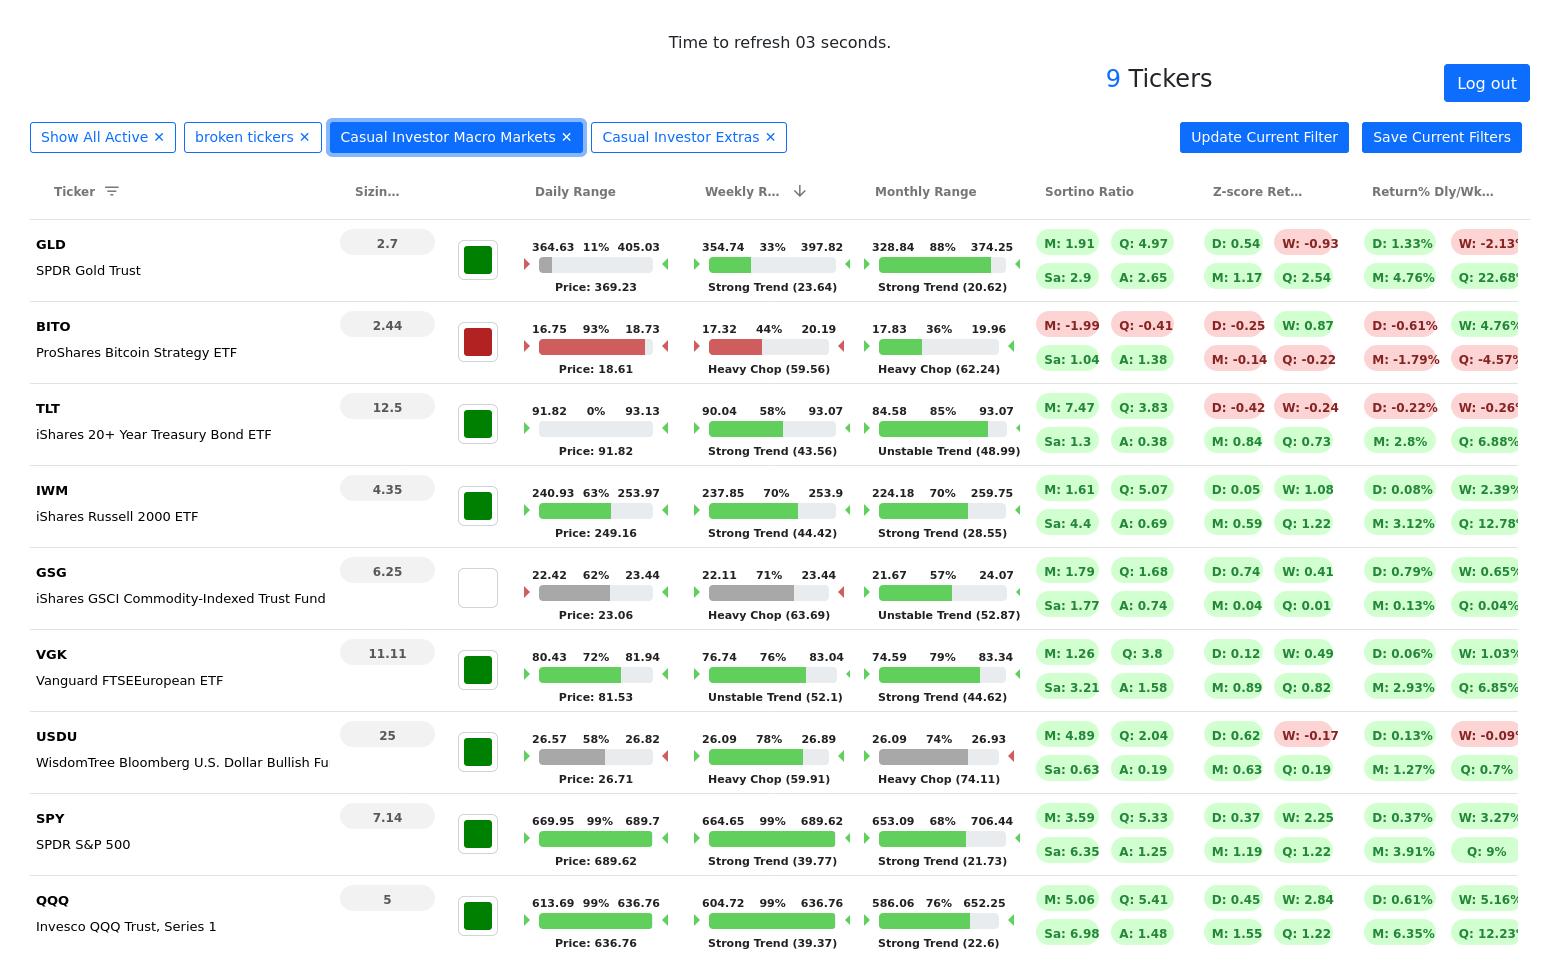 Time to refresh 03 seconds.
9 Tickers
Log out
Show All Active ✕ broken tickers ✕ Casual Investor Macro Markets ✕ Casual Investor Extras ✕ Update Current Filter Save Current Filters
Ticker Sizin... Daily Range Weekly R... Monthly Range Sortino Ratio Z-score Ret... Return% Dly/Wk...
GLD 2.7 364.63 11% 405.03 354.74 33% 397.82 328.84 88% 374.25 M: 1.91 Q: 4.97 D: 0.54 W: -0.93 D: 1.33% W: -2.13%
SPDR Gold Trust Sa: 2.9 A: 2.65 M: 1.17 Q: 2.54 M: 4.76% Q: 22.68%
Price: 369.23 Strong Trend (23.64) Strong Trend (20.62)
BITO 2.44 16.75 93% 18.73 17.32 44% 20.19 17.83 36% 19.96 M: -1.99 Q: -0.41 D: -0.25 W: 0.87 D: -0.61% W: 4.76%
ProShares Bitcoin Strategy ETF Sa: 1.04 A: 1.38 M: -0.14 Q: -0.22 M: -1.79% Q: -4.57%
Price: 18.61 Heavy Chop (59.56) Heavy Chop (62.24)
TLT 12.5 91.82 0% 93.13 90.04 58% 93.07 84.58 85% 93.07 M: 7.47 Q: 3.83 D: -0.42 W: -0.24 D: -0.22% W: -0.26%
iShares 20+ Year Treasury Bond ETF Sa: 1.3 A: 0.38 M: 0.84 Q: 0.73 M: 2.8% Q: 6.88%
Price: 91.82 Strong Trend (43.56) Unstable Trend (48.99)
IWM 4.35 240.93 63% 253.97 237.85 70% 253.9 224.18 70% 259.75 M: 1.61 Q: 5.07 D: 0.05 W: 1.08 D: 0.08% W: 2.39%
iShares Russell 2000 ETF Sa: 4.4 A: 0.69 M: 0.59 Q: 1.22 M: 3.12% Q: 12.78%
Price: 249.16 Strong Trend (44.42) Strong Trend (28.55)
GSG 6.25 22.42 62% 23.44 22.11 71% 23.44 21.67 57% 24.07 M: 1.79 Q: 1.68 D: 0.74 W: 0.41 D: 0.79% W: 0.65%
iShares GSCI Commodity-Indexed Trust Fund Sa: 1.77 A: 0.74 M: 0.04 Q: 0.01 M: 0.13% Q: 0.04%
Price: 23.06 Heavy Chop (63.69) Unstable Trend (52.87)
VGK 11.11 80.43 72% 81.94 76.74 76% 83.04 74.59 79% 83.34 M: 1.26 Q: 3.8 D: 0.12 W: 0.49 D: 0.06% W: 1.03%
Vanguard FTSEEuropean ETF Sa: 3.21 A: 1.58 M: 0.89 Q: 0.82 M: 2.93% Q: 6.85%
Price: 81.53 Unstable Trend (52.1) Strong Trend (44.62)
USDU 25 26.57 58% 26.82 26.09 78% 26.89 26.09 74% 26.93 M: 4.89 Q: 2.04 D: 0.62 W: -0.17 D: 0.13% W: -0.09%
WisdomTree Bloomberg U.S. Dollar Bullish Fu Sa: 0.63 A: 0.19 M: 0.63 Q: 0.19 M: 1.27% Q: 0.7%
Price: 26.71 Heavy Chop (59.91) Heavy Chop (74.11)
SPY 7.14 669.95 99% 689.7 664.65 99% 689.62 653.09 68% 706.44 M: 3.59 Q: 5.33 D: 0.37 W: 2.25 D: 0.37% W: 3.27%
SPDR S&P 500 Sa: 6.35 A: 1.25 M: 1.19 Q: 1.22 M: 3.91% Q: 9%
Price: 689.62 Strong Trend (39.77) Strong Trend (21.73)
QQQ 5 613.69 99% 636.76 604.72 99% 636.76 586.06 76% 652.25 M: 5.06 Q: 5.41 D: 0.45 W: 2.84 D: 0.61% W: 5.16%
Invesco QQQ Trust, Series 1 Sa: 6.98 A: 1.48 M: 1.55 Q: 1.22 M: 6.35% Q: 12.23%
Price: 636.76 Strong Trend (39.37) Strong Trend (22.6)